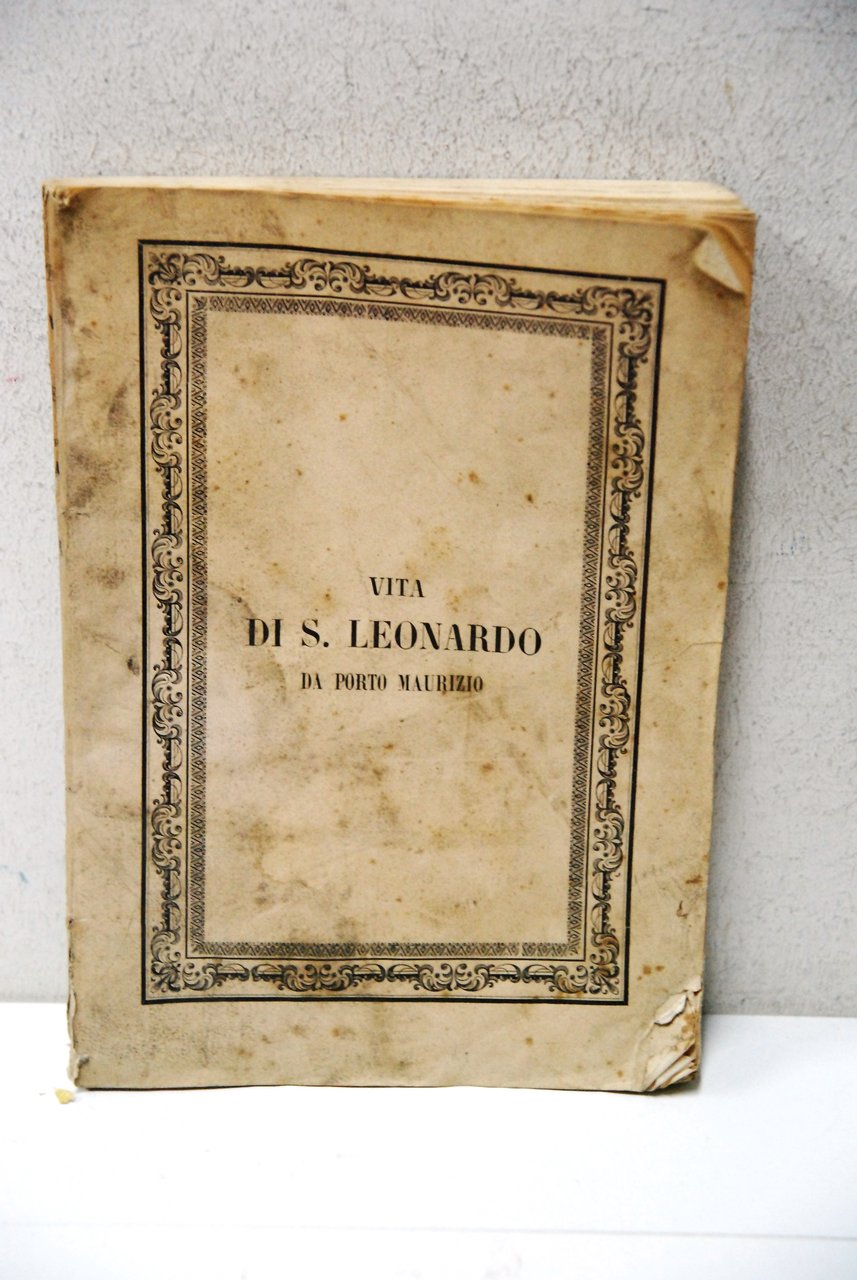 VITA
DI S. LEONARDO
DA PORTO MAURIZIO